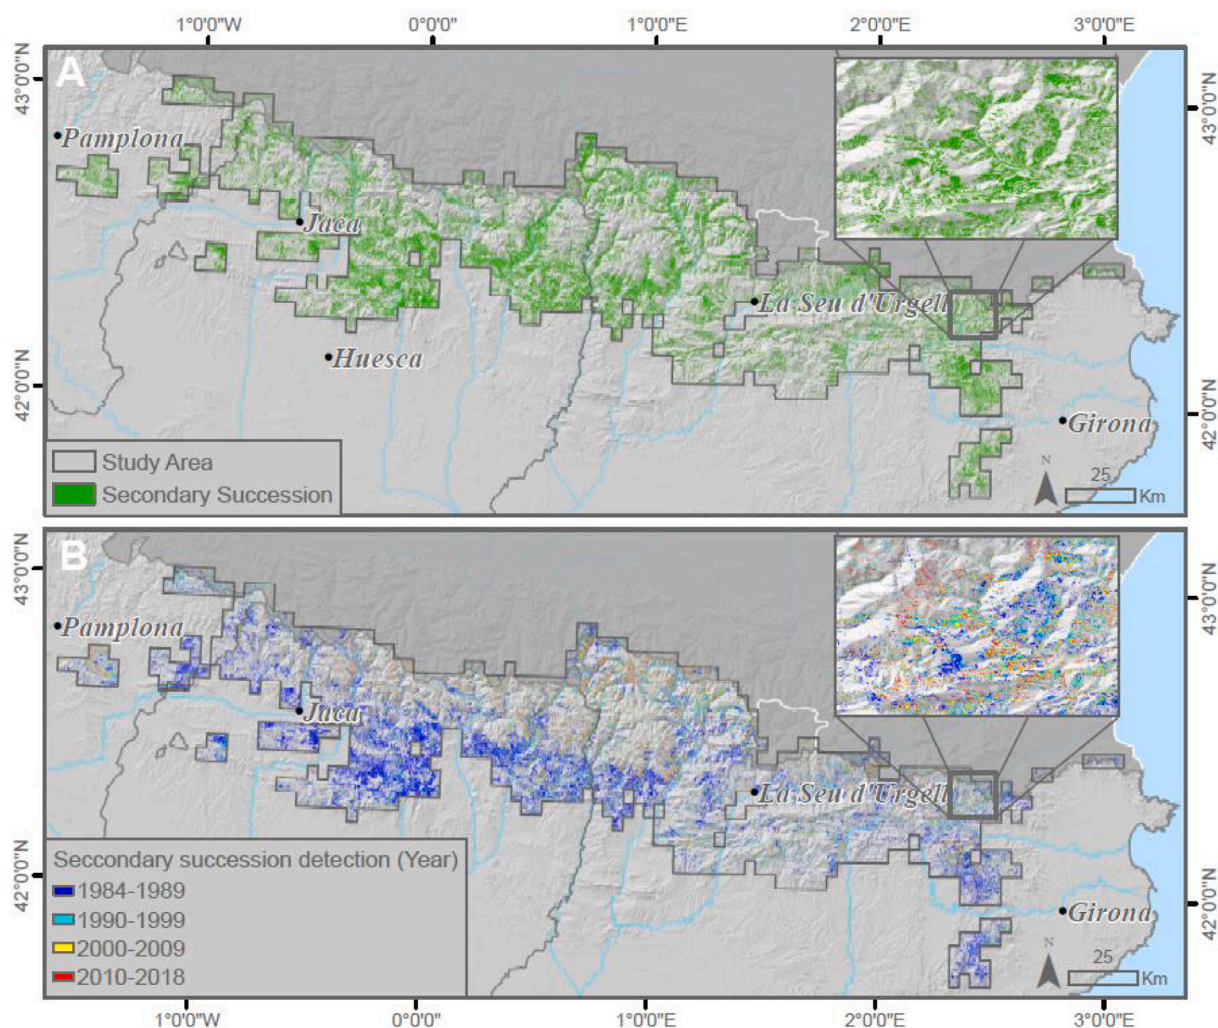 1°0'0"W 0°0'0" 1°0'0"E 2°0'0"E 3°0'0"E
A
43°0'0"N
43°0'0"N
Pamplona
Jaca
La Seu d'Urgell
Huesca
42°0'0"N
42°0'0"N
Girona
Study Area
Secondary Succession
N
25
Km
B
43°0'0"N
43°0'0"N
Pamplona
Jaca
La Seu d'Urgell
Seccondary succession detection (Year)
1984-1989
1990-1999
2000-2009
2010-2018
42°0'0"N
42°0'0"N
Girona
N
25
Km
1°0'0"W 0°0'0" 1°0'0"E 2°0'0"E 3°0'0"E